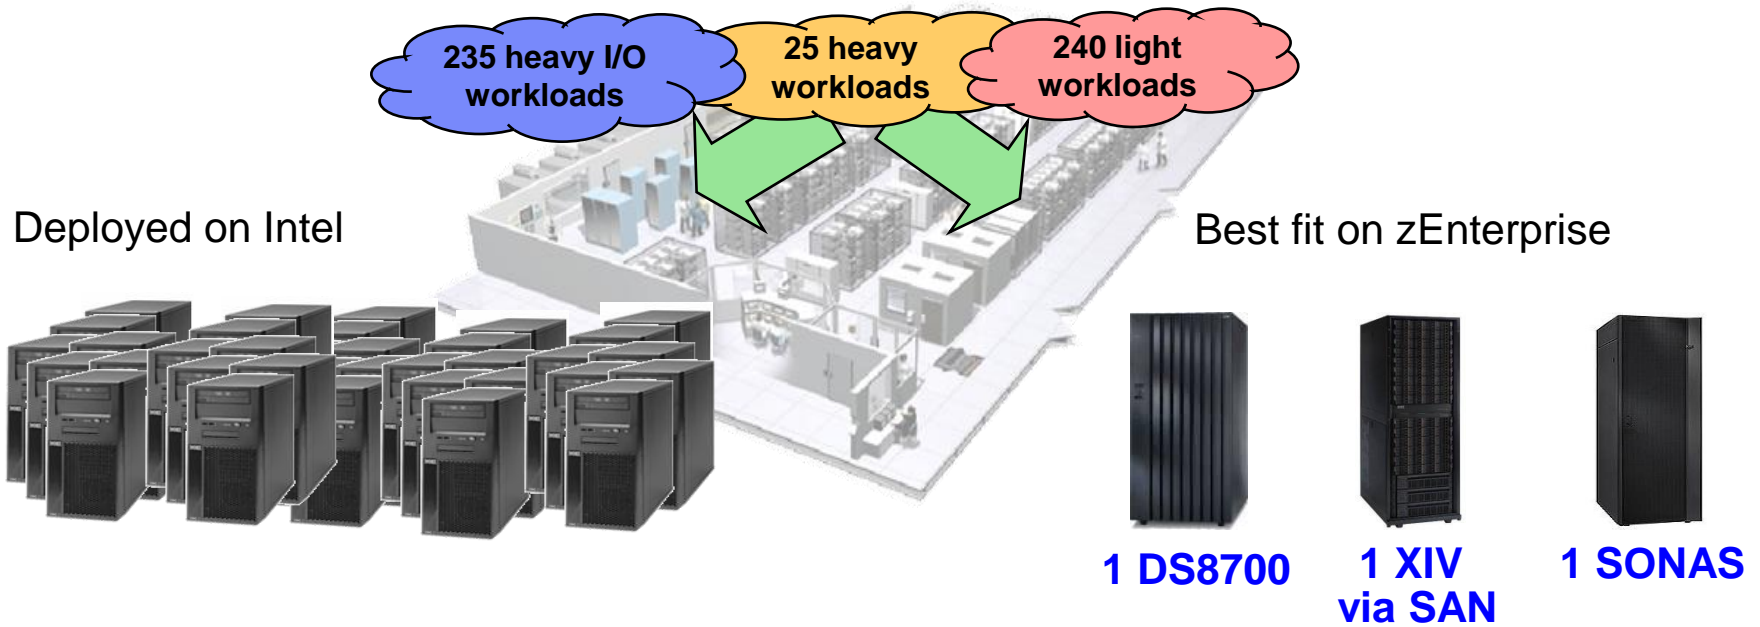 235 heavy I/O
workloads
25 heavy
workloads
240 light
workloads
Deployed on Intel
Best fit on zEnterprise
1 DS8700
1 XIV
via SAN
1 SONAS